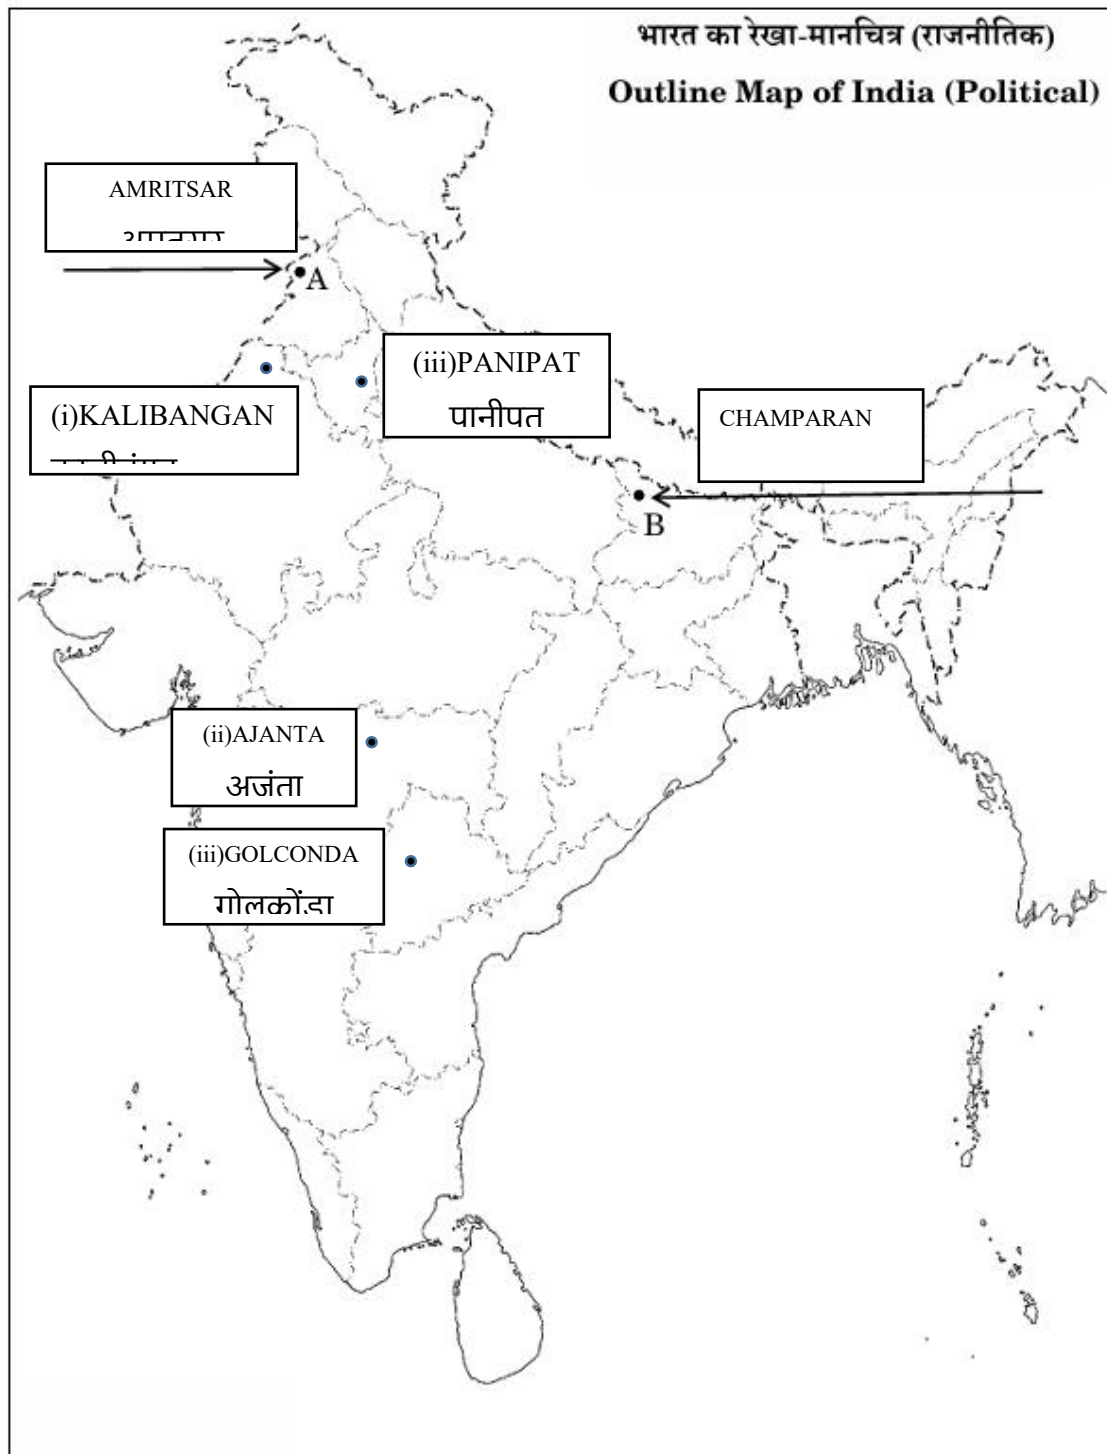 भारत का रेखा-मानचित्र (राजनीतिक)
Outline Map of India (Political)
AMRITSAR
A
(iii)PANIPAT
पानीपत
(i)KALIBANGAN
CHAMPARAN
B
(ii)AJANTA
अजंता
(iii)GOLCONDA
गोलकोंडा